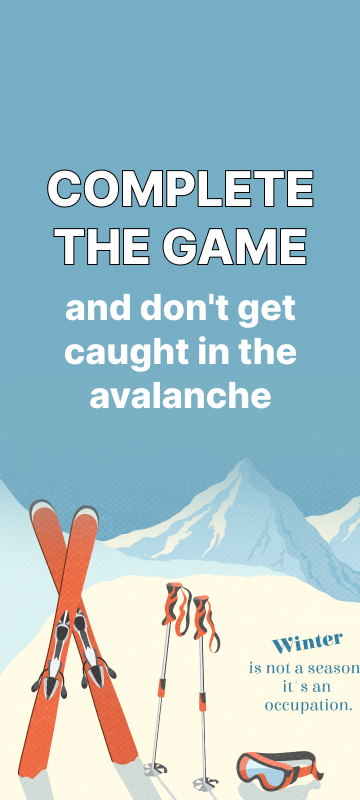 COMPLETE
THE GAME
and don't get
caught in the
avalanche
Winter
is not a season
it's an
occupation.